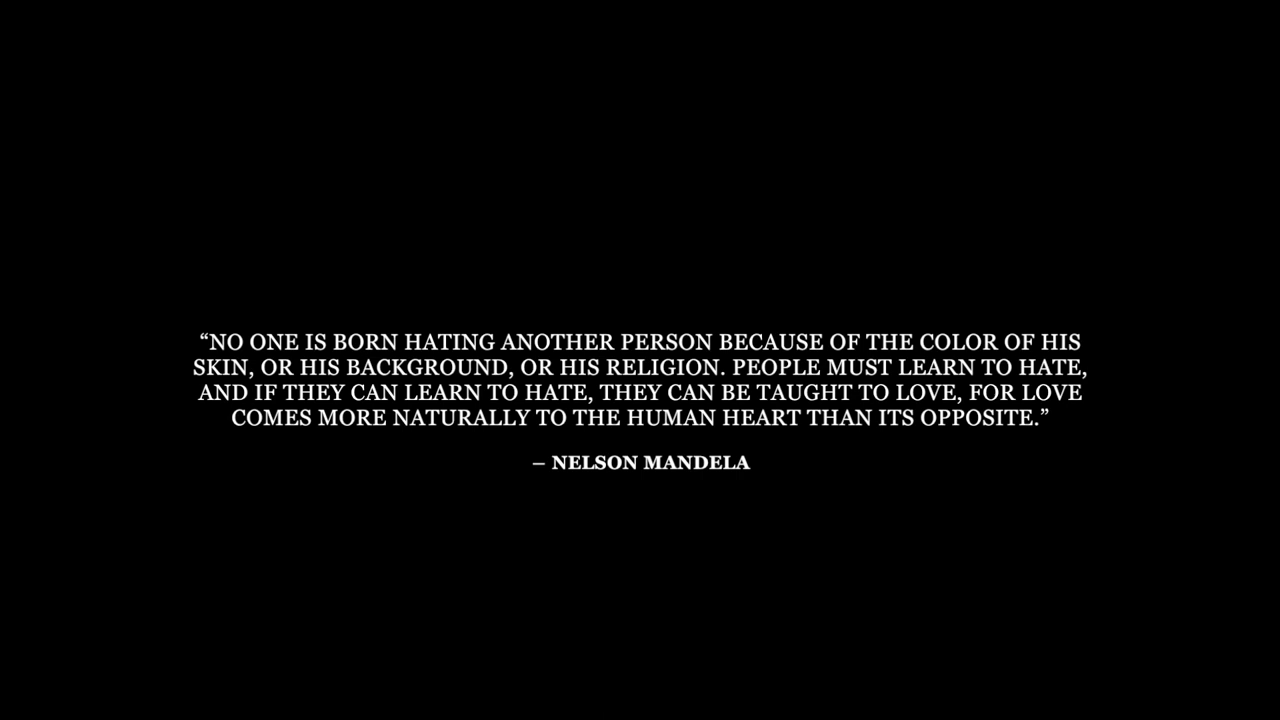 “NO ONE IS BORN HATING ANOTHER PERSON BECAUSE OF THE COLOR OF HIS
SKIN, OR HIS BACKGROUND, OR HIS RELIGION. PEOPLE MUST LEARN TO HATE,
AND IF THEY CAN LEARN TO HATE, THEY CAN BE TAUGHT TO LOVE, FOR LOVE
COMES MORE NATURALLY TO THE HUMAN HEART THAN ITS OPPOSITE.”
– NELSON MANDELA